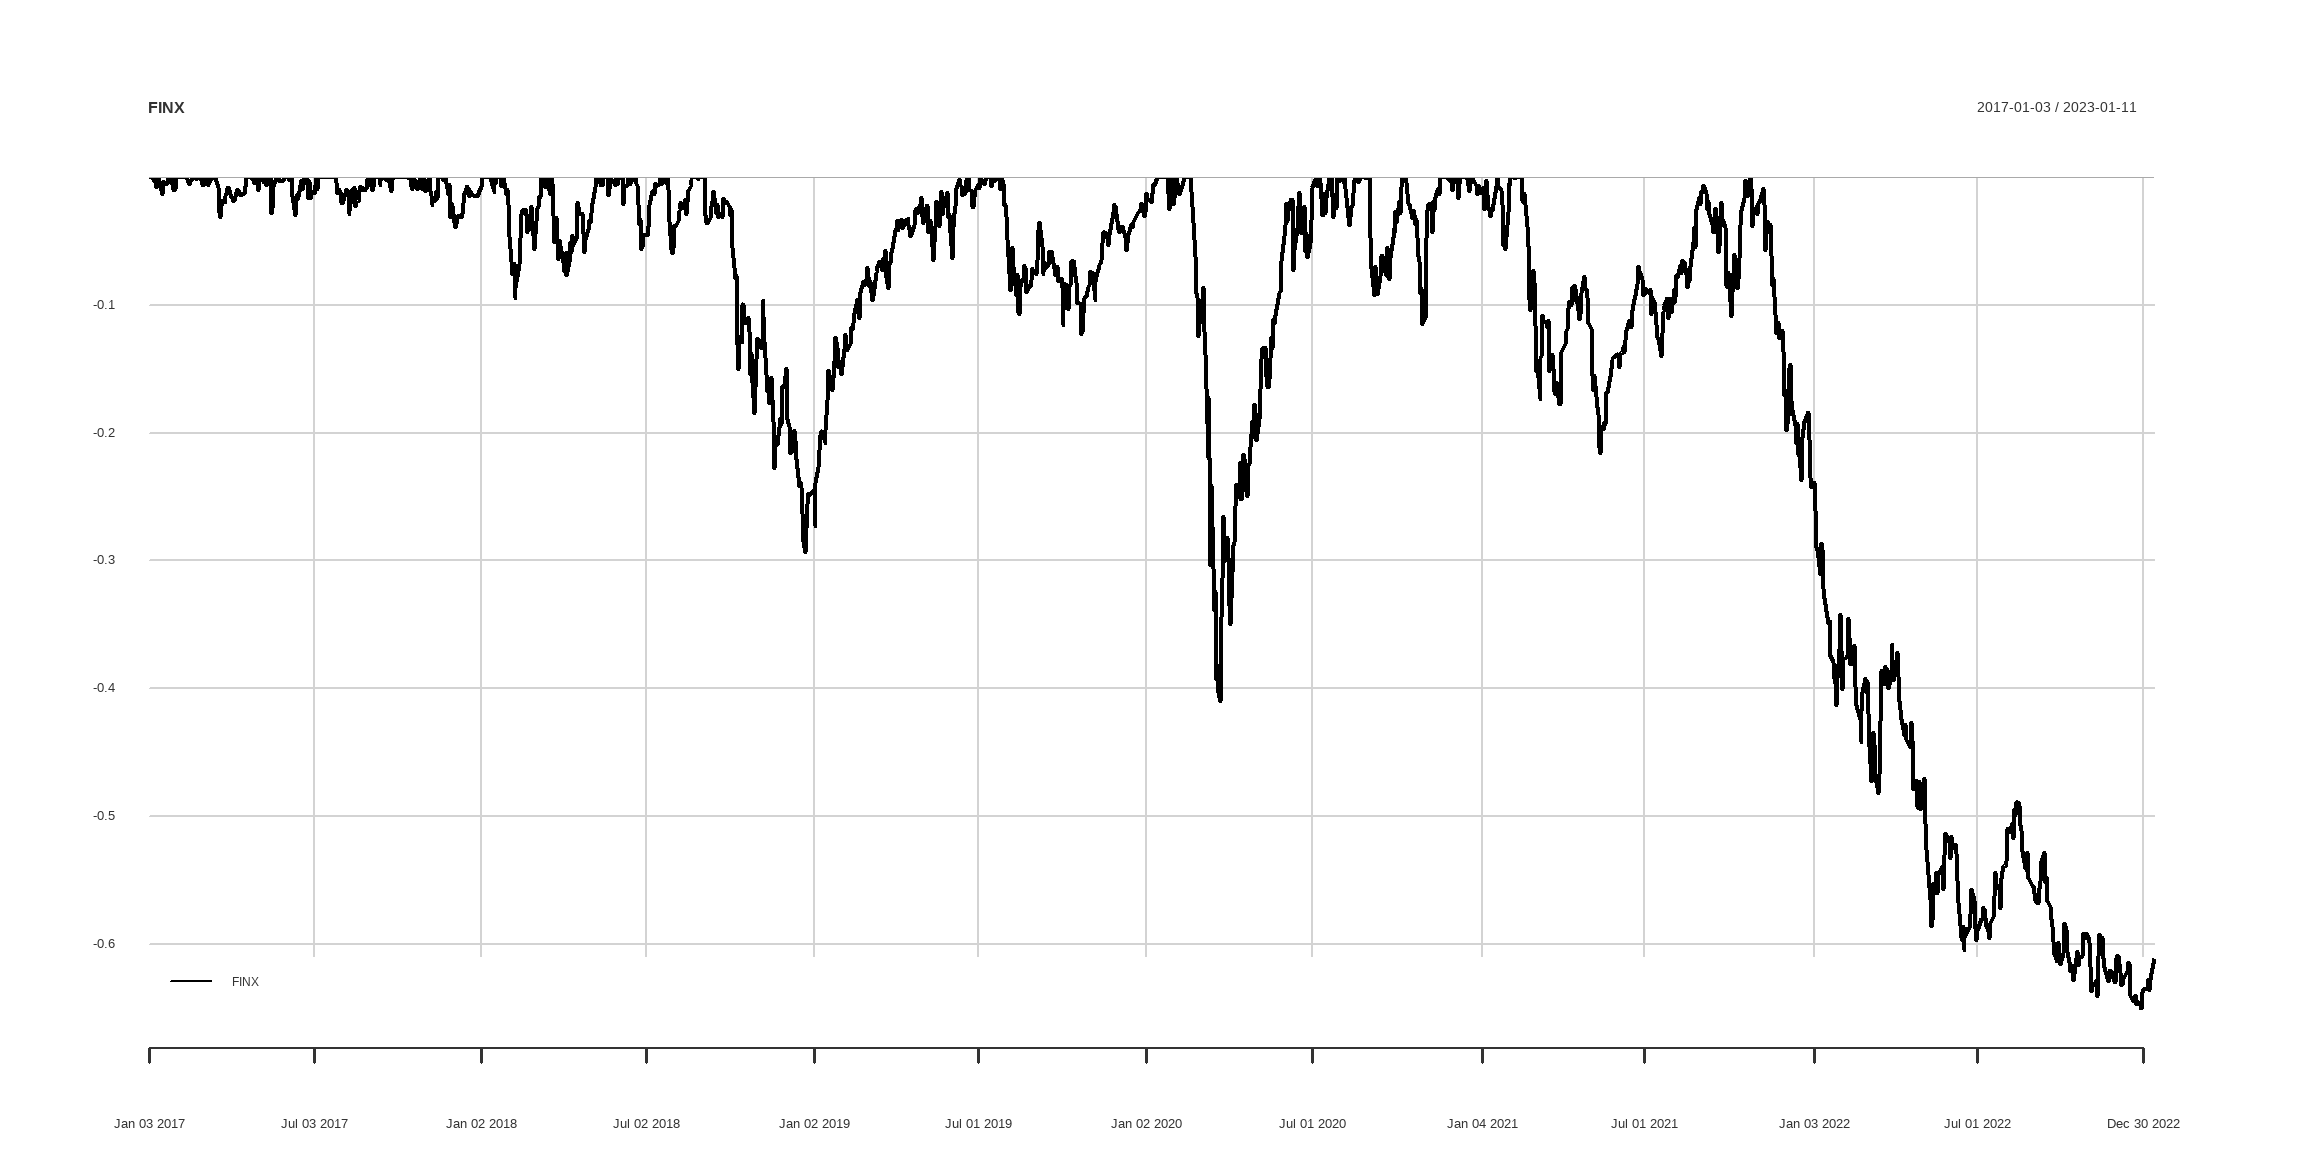 FINX
2017-01-03 / 2023-01-11
-0.1
-0.2
-0.3
-0.4
-0.5
-0.6
FINX
Jan 03 2017
Jul 03 2017
Jan 02 2018
Jul 02 2018
Jan 02 2019
Jul 01 2019
Jan 02 2020
Jul 01 2020
Jan 04 2021
Jul 01 2021
Jan 03 2022
Jul 01 2022
Dec 30 2022